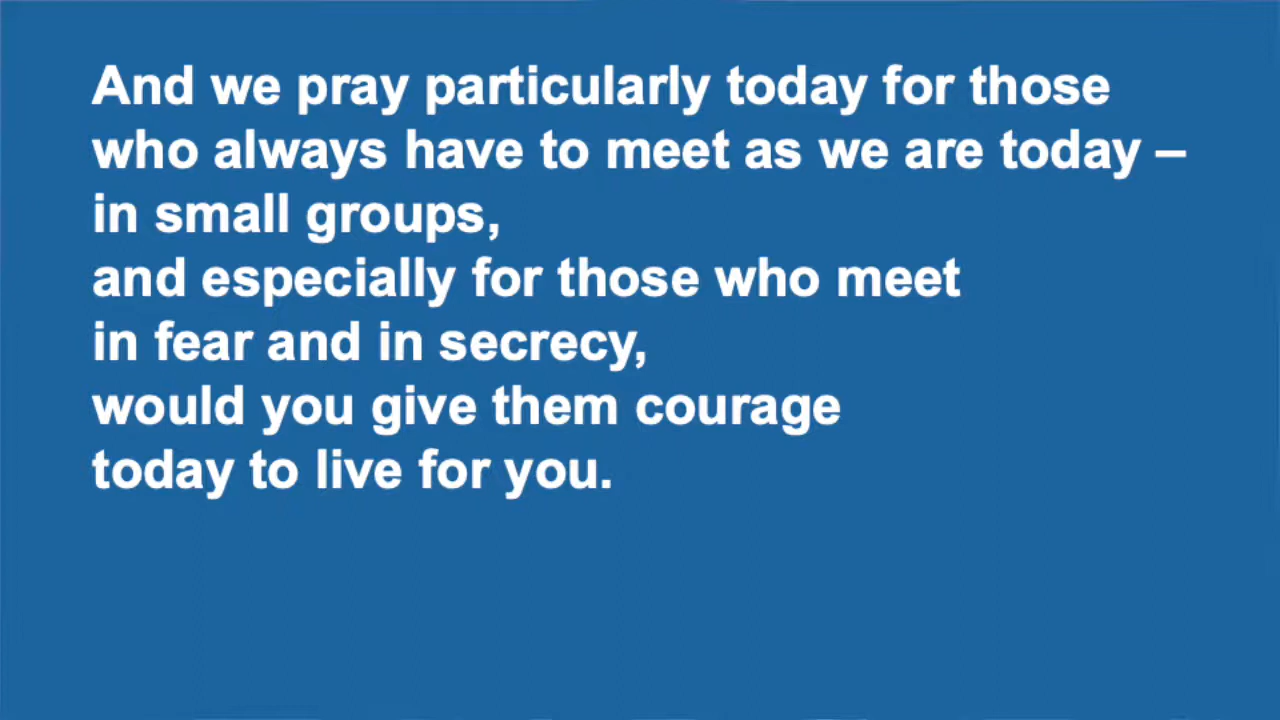 And we pray particularly today for those
who always have to meet as we are today –
in small groups,
and especially for those who meet
in fear and in secrecy,
would you give them courage
today to live for you.